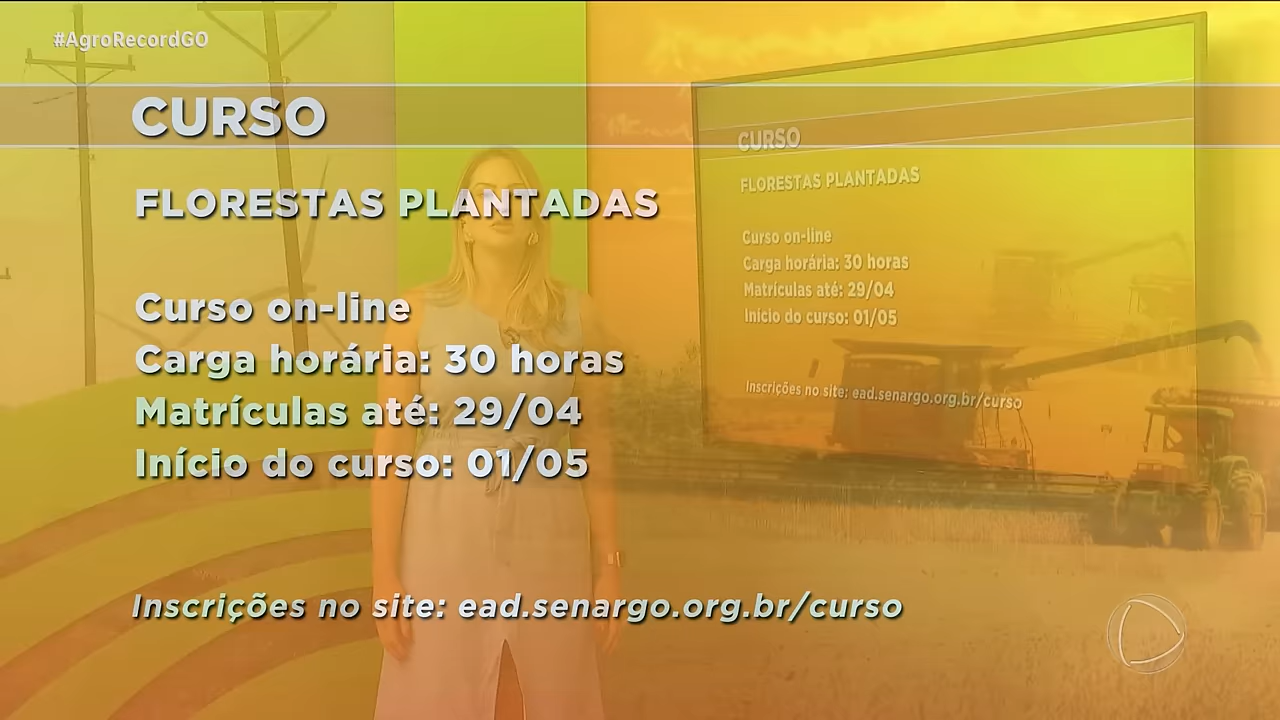 #AgroRecordGO
CURSO
FLORESTAS PLANTADAS
Curso on-line
Carga horária: 30 horas
Matrículas até: 29/04
Início do curso: 01/05
Inscrições no site: ead.senargo.org.br/curso
CURSO
FLORESTAS PLANTADAS
Curso on-line
Carga horária: 30 horas
Matrículas até: 29/04
Início do curso: 01/05
Inscrições no site: ead.senargo.org.br/curso